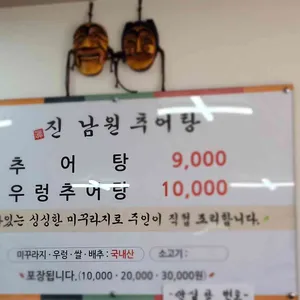 진 남원추어탕
추 어 탕 9,000
우렁추어탕 10,000
있는 싱싱한 미꾸라지로 주인이 직접 조리합니다.
미꾸라지 · 우렁 · 쌀 · 배추 : 국내산 소고기 :
포장됩니다.(10,000 · 20,000 · 30,000원)